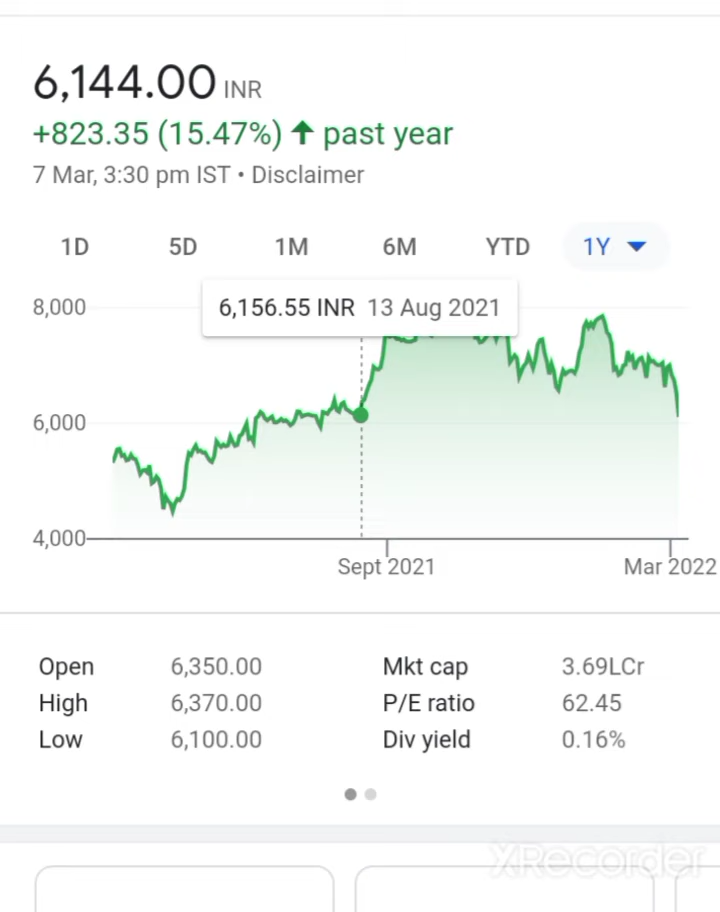 6,144.00 INR
+823.35 (15.47%) ↑ past year
7 Mar, 3:30 pm IST • Disclaimer
1D 5D 1M 6M YTD 1Y
8,000
6,156.55 INR 13 Aug 2021
6,000
4,000
Sept 2021 Mar 2022
Open 6,350.00 Mkt cap 3.69LCr
High 6,370.00 P/E ratio 62.45
Low 6,100.00 Div yield 0.16%
XRecorder